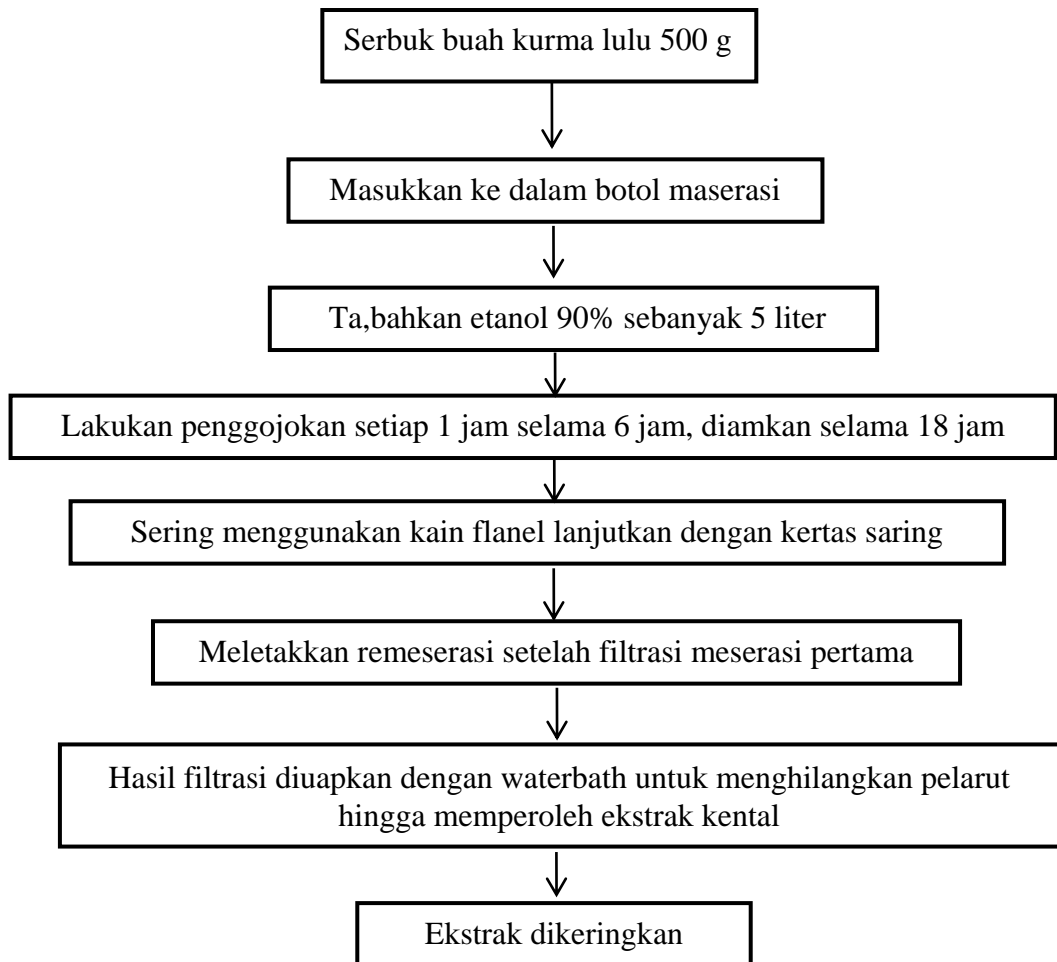 Serbuk buah kurma lulu 500 g
Masukkan ke dalam botol maserasi
Ta,bahkan etanol 90% sebanyak 5 liter
Lakukan penggojokan setiap 1 jam selama 6 jam, diamkan selama 18 jam
Sering menggunakan kain flanel lanjutkan dengan kertas saring
Meletakkan remeserasi setelah filtrasi meserasi pertama
Hasil filtrasi diuapkan dengan waterbath untuk menghilangkan pelarut
hingga memperoleh ekstrak kental
Ekstrak dikeringkan